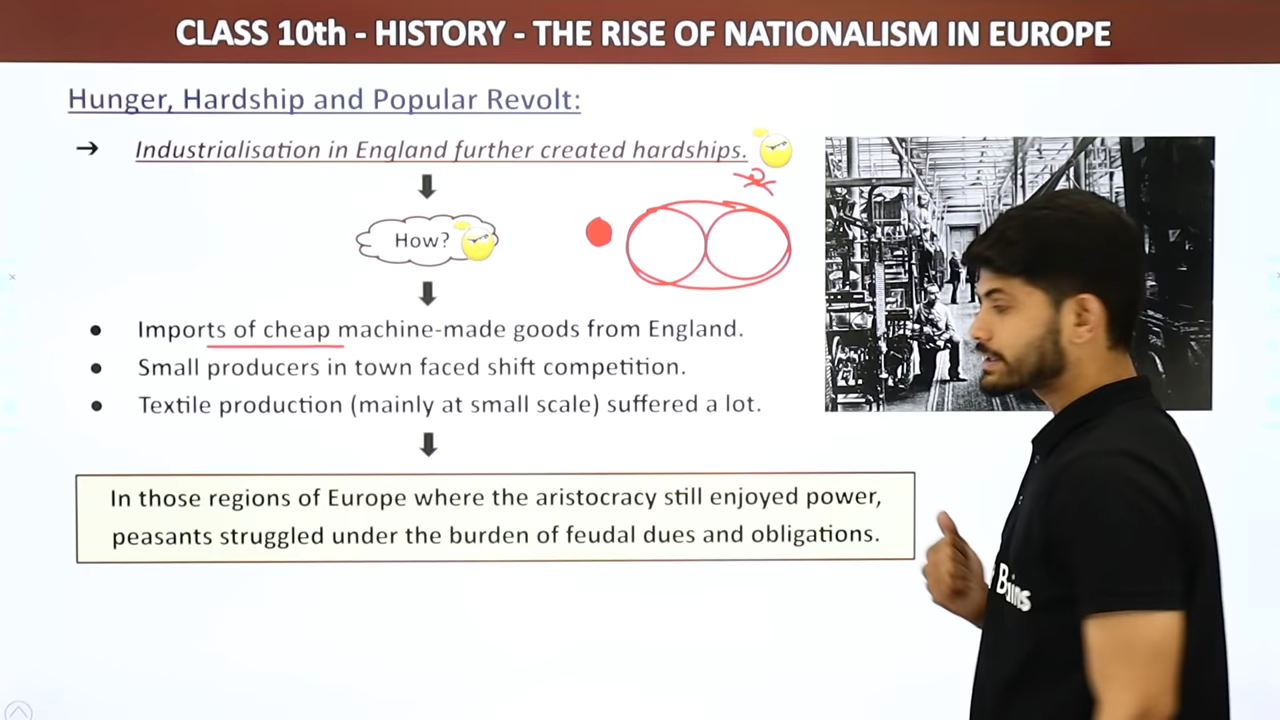 CLASS 10th - HISTORY - THE RISE OF NATIONALISM IN EUROPE
Hunger, Hardship and Popular Revolt:
Industrialisation in England further created hardships.
How?
Imports of cheap machine-made goods from England.
Small producers in town faced shift competition.
Textile production (mainly at small scale) suffered a lot.
In those regions of Europe where the aristocracy still enjoyed power,
peasants struggled under the burden of feudal dues and obligations.